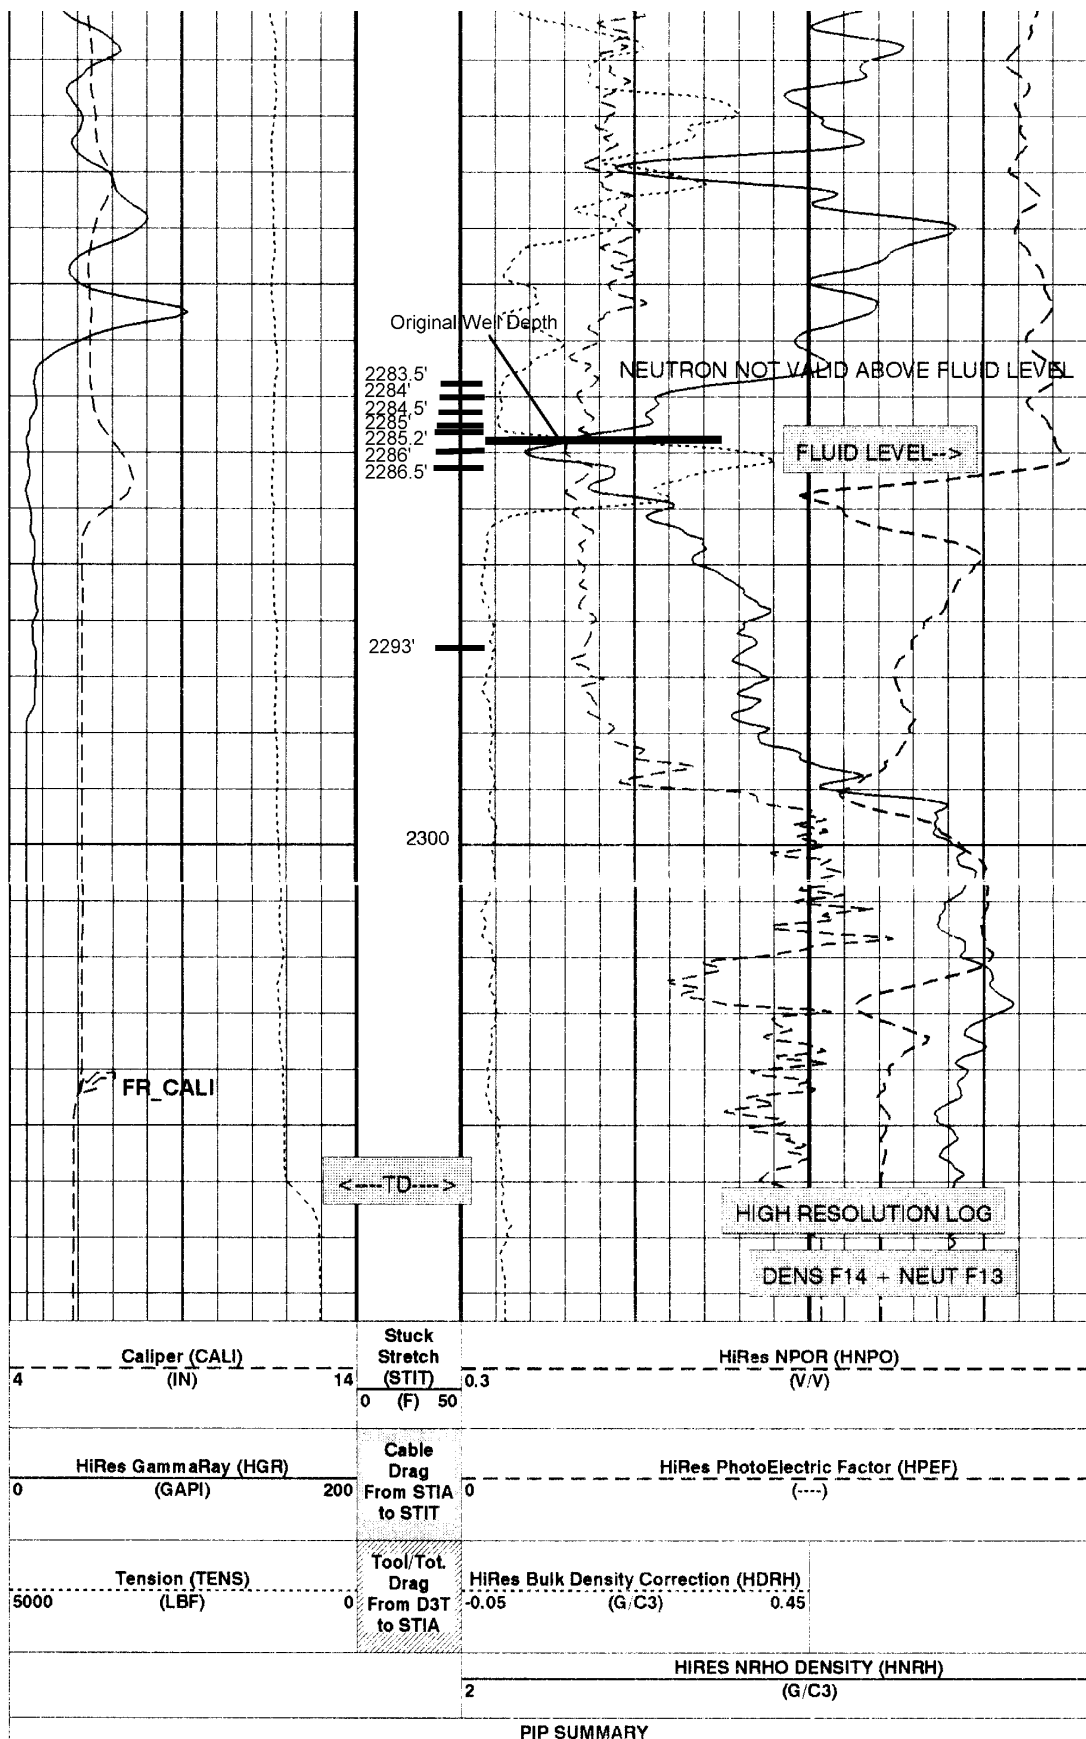 Original Well Depth
NEUTRON NOT VALID ABOVE FLUID LEVEL
2283.5'
2284'
2284.5'
2285'
2285.2'
2286'
2286.5'
FLUID LEVEL-->
2293'
2300
FR_CALI
<----TD---->
HIGH RESOLUTION LOG
DENS F14 + NEUT F13
Caliper (CALI)
4 (IN) 14
Stuck
Stretch
(STIT)
0 (F) 50
HiRes NPOR (HNPO)
0.3 (V/V)
HiRes GammaRay (HGR)
0 (GAPI) 200
Cable
Drag
From STIA
to STIT
HiRes PhotoElectric Factor (HPEF)
0 (----)
Tension (TENS)
5000 (LBF) 0
Tool/Tot.
Drag
From D3T
to STIA
HiRes Bulk Density Correction (HDRH)
-0.05 (G/C3) 0.45
HIRES NRHO DENSITY (HNRH)
2 (G/C3)
PIP SUMMARY